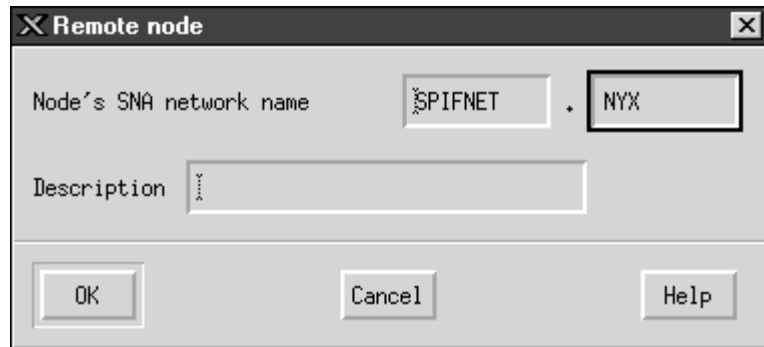 Remote node
Node's SNA network name SPIFNET . NYX
Description
OK Cancel Help